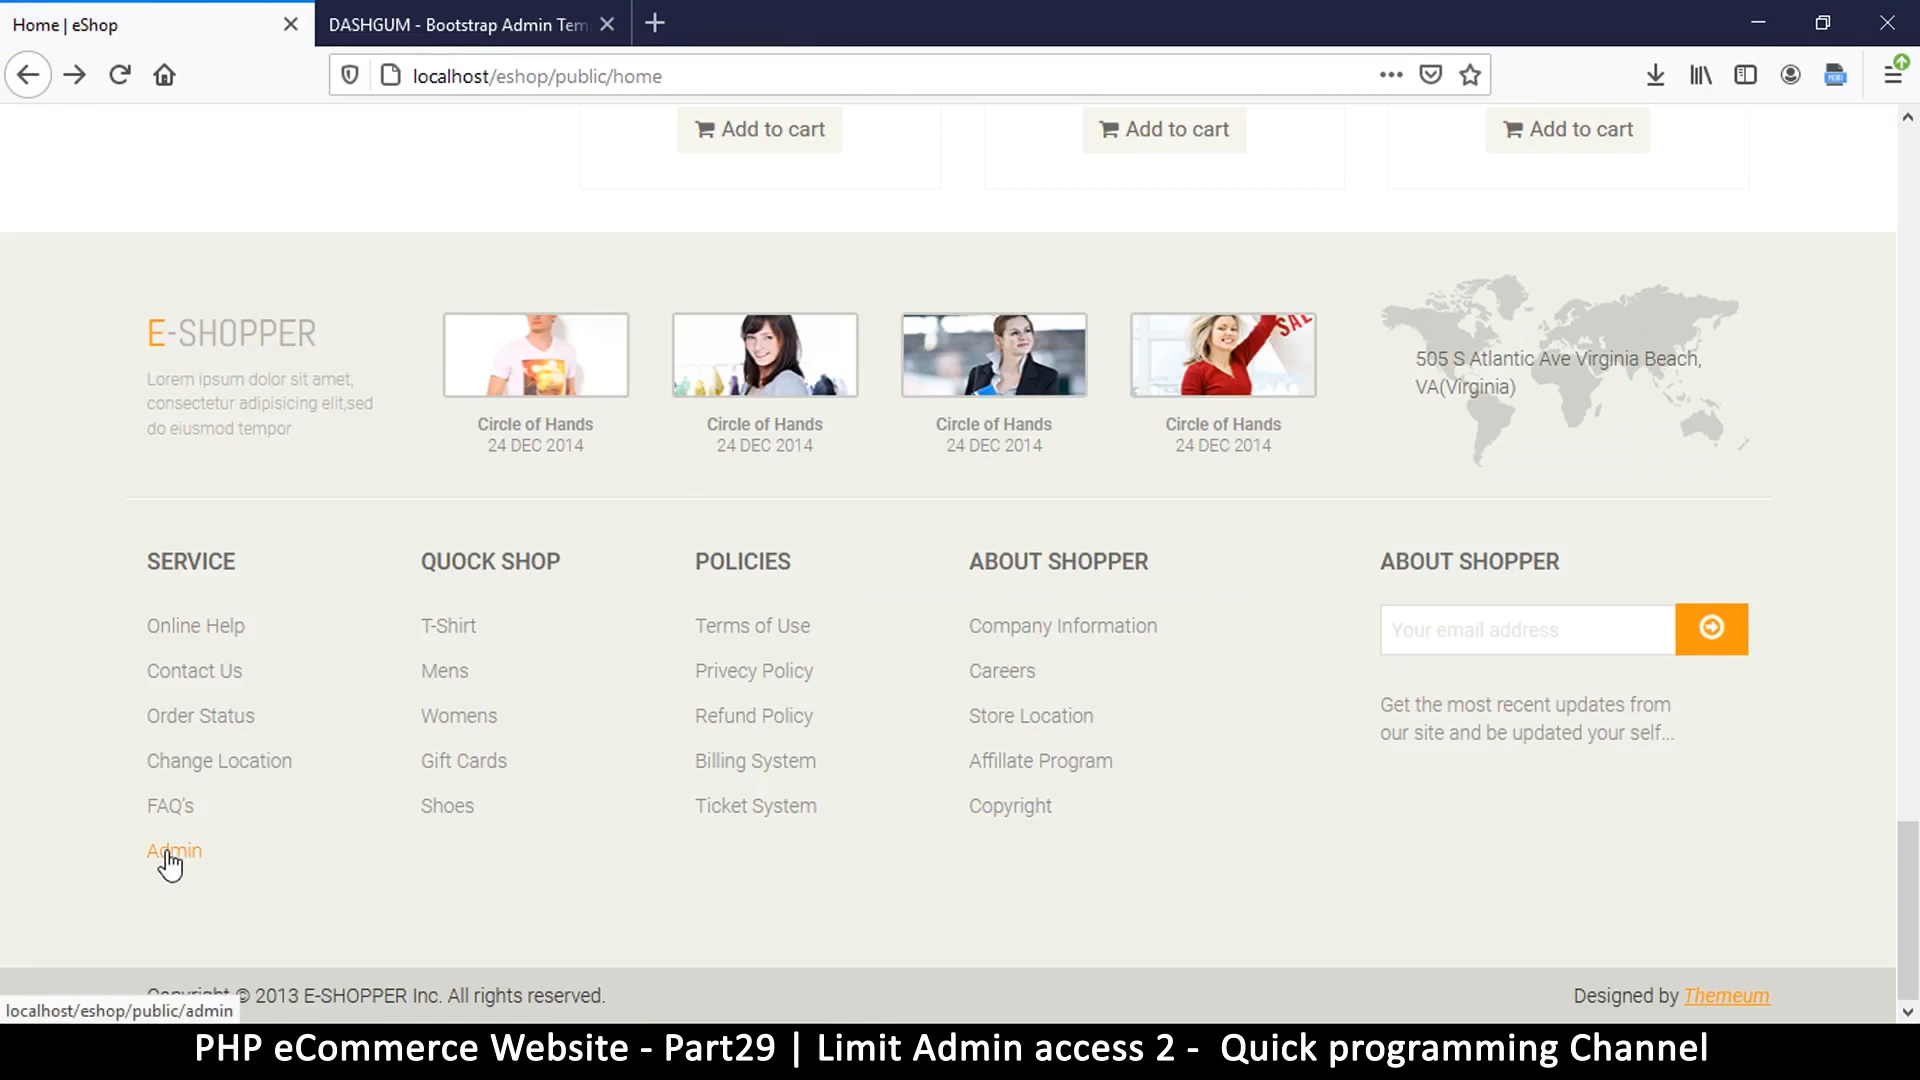 Home | eShop
DASHGUM - Bootstrap Admin Tem
localhost/eshop/public/home
Add to cart
Add to cart
Add to cart
E-SHOPPER
Lorem ipsum dolor sit amet,
consectetur adipisicing elit,sed
do eiusmod tempor
Circle of Hands
24 DEC 2014
Circle of Hands
24 DEC 2014
Circle of Hands
24 DEC 2014
SALE
Circle of Hands
24 DEC 2014
505 S Atlantic Ave Virginia Beach,
VA(Virginia)
SERVICE
Online Help
Contact Us
Order Status
Change Location
FAQ's
Admin
QUOCK SHOP
T-Shirt
Mens
Womens
Gift Cards
Shoes
POLICIES
Terms of Use
Privecy Policy
Refund Policy
Billing System
Ticket System
ABOUT SHOPPER
Company Information
Careers
Store Location
Affillate Program
Copyright
ABOUT SHOPPER
Your email address
Get the most recent updates from
our site and be updated your self...
Copyright © 2013 E-SHOPPER Inc. All rights reserved.
Designed by Themeum
localhost/eshop/public/admin
PHP eCommerce Website - Part29 | Limit Admin access 2 - Quick programming Channel